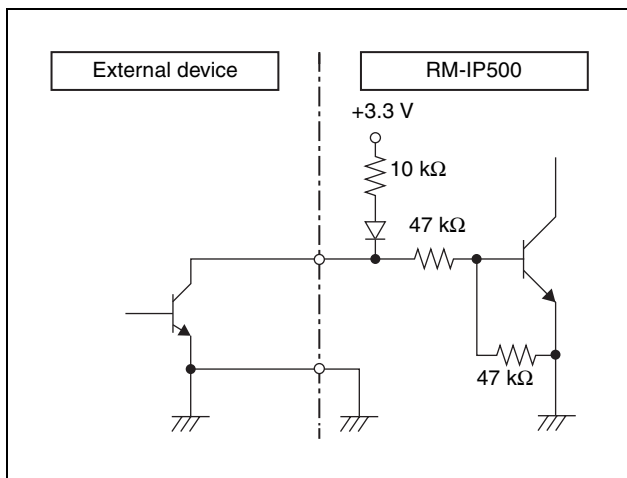 External device
RM-IP500
+3.3 V
10 kΩ
47 kΩ
47 kΩ